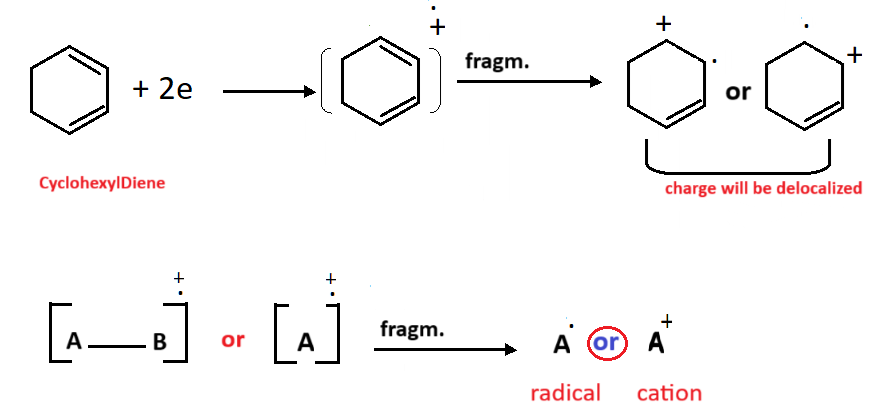 + 2e
fragm.
or
CyclohexylDiene
charge will be delocalized
A B or A fragm. A or A
radical cation